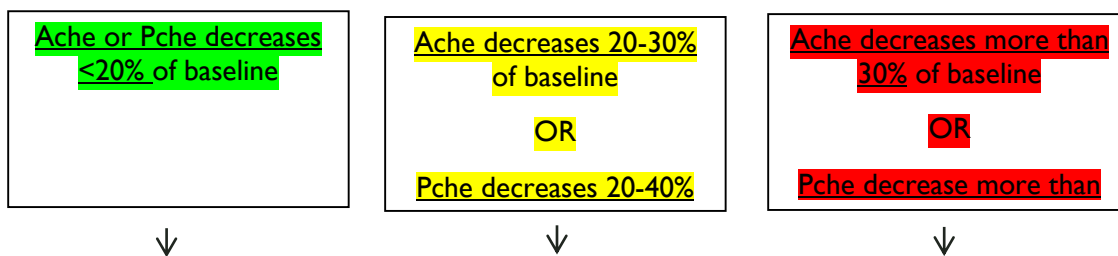 Ache or Pche decreases
<20% of baseline
Ache decreases 20-30%
of baseline
OR
Pche decreases 20-40%
Ache decreases more than
30% of baseline
OR
Pche decrease more than